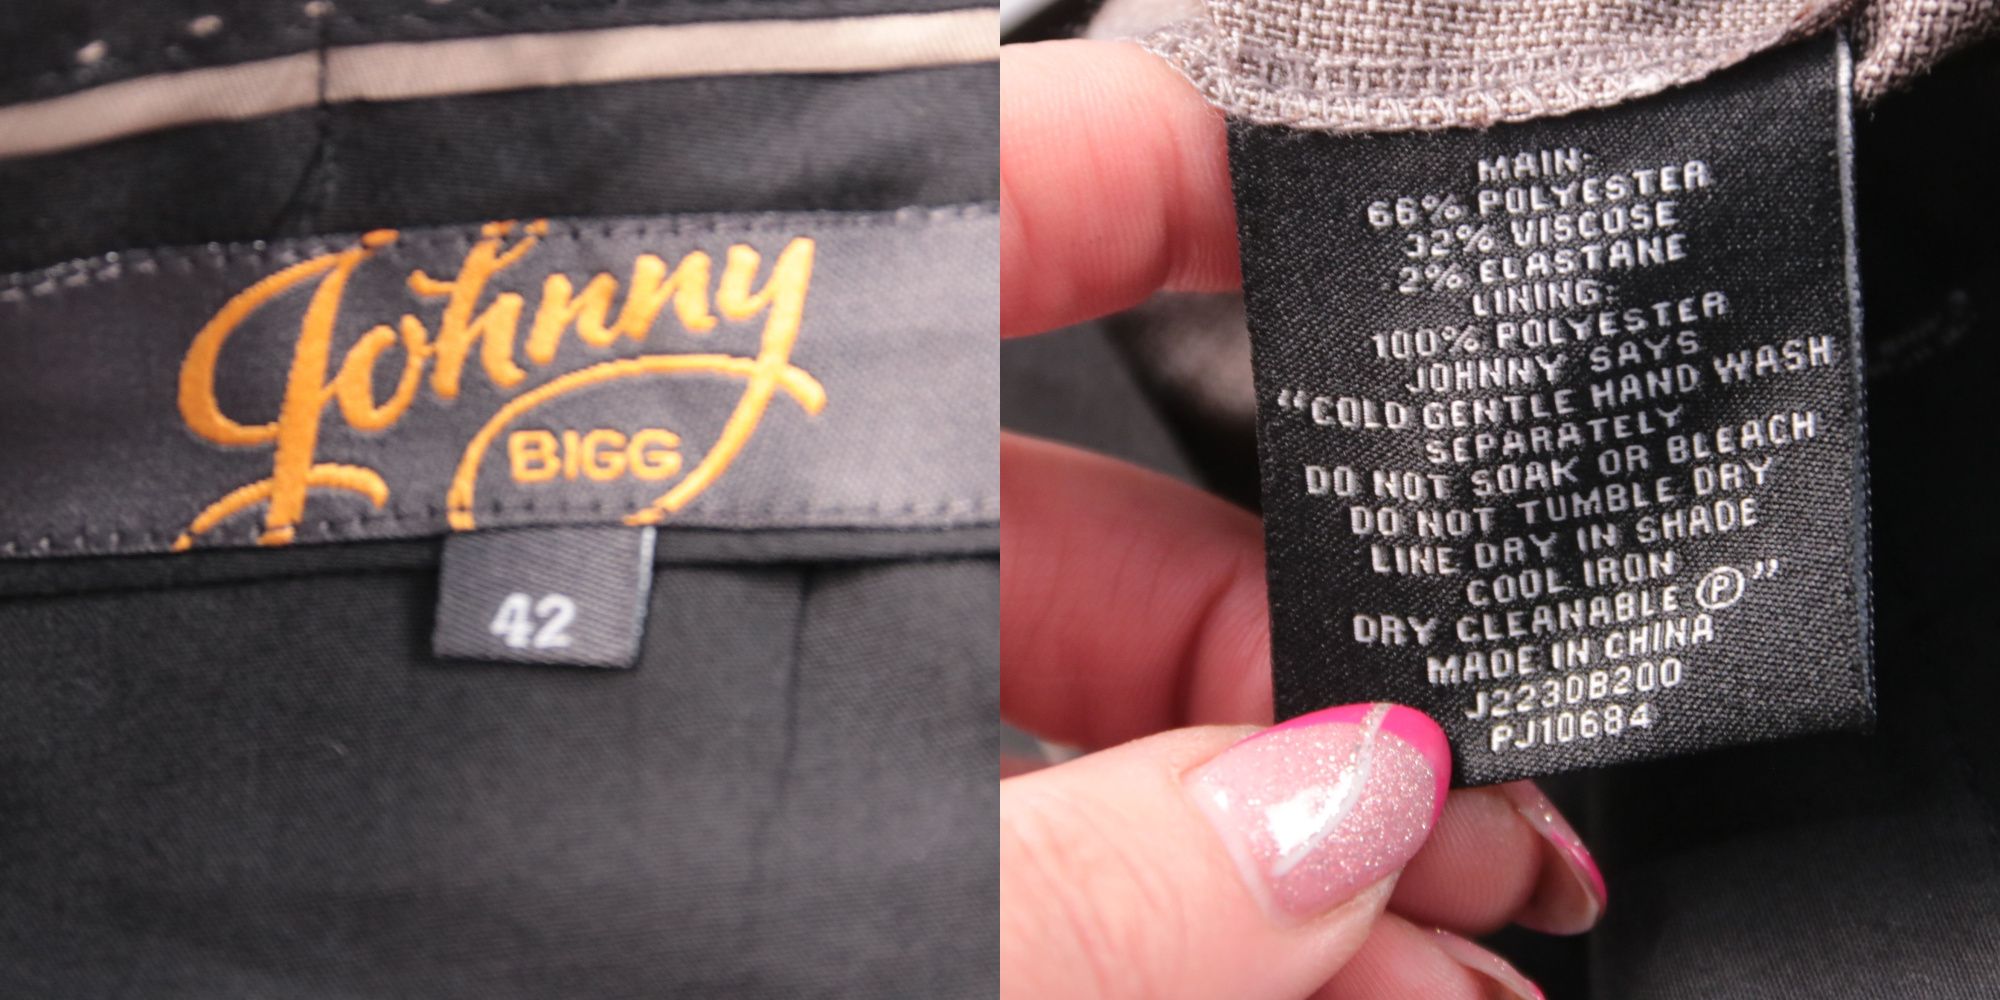 Johnny
BIGG
42
MAIN:
66% POLYESTER
32% VISCOSE
2% ELASTANE
LINING:
100% POLYESTER
JOHNNY SAYS
"COLD GENTLE HAND WASH
SEPARATELY
DO NOT SOAK OR BLEACH
DO NOT TUMBLE DRY
LINE DRY IN SHADE
COOL IRON
DRY CLEANABLE Ⓟ"
MADE IN CHINA
J2230B200
PJ10684